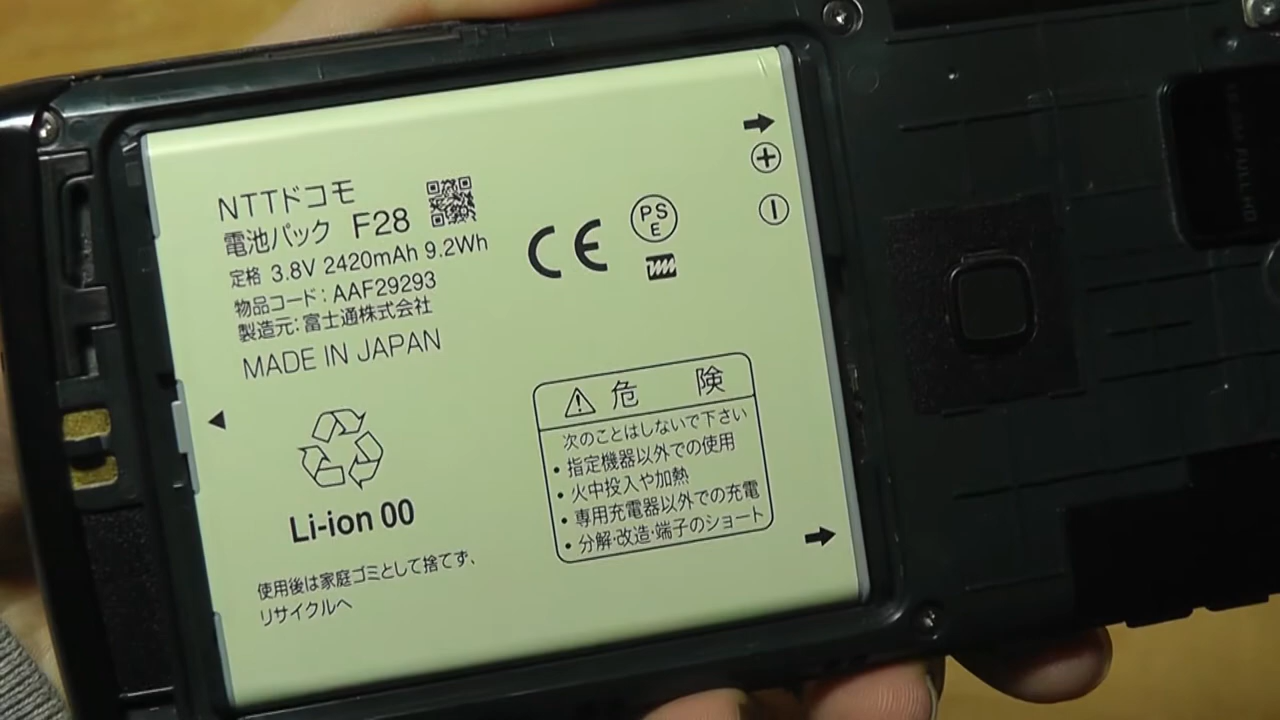 NTTドコモ
電池パック F28
定格 3.8V 2420mAh 9.2Wh
物品コード：AAF29293
製造元：富士通株式会社
MADE IN JAPAN
Li-ion 00
使用後は家庭ゴミとして捨てず、
リサイクルへ
CE
PS
E
危 険
次のことはしないで下さい
・指定機器以外での使用
・火中投入や加熱
・専用充電器以外での充電
・分解・改造・端子のショート
FULL HD